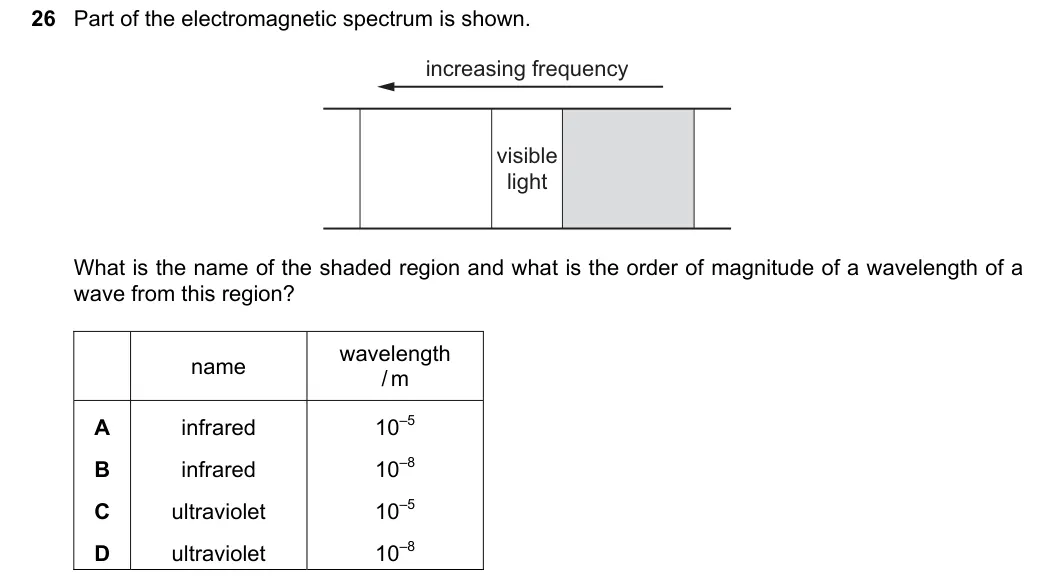 26 Part of the electromagnetic spectrum is shown.
increasing frequency
visible
light
What is the name of the shaded region and what is the order of magnitude of a wavelength of a
wave from this region?
name wavelength
/ m
A infrared 10⁻⁵
B infrared 10⁻⁸
C ultraviolet 10⁻⁵
D ultraviolet 10⁻⁸